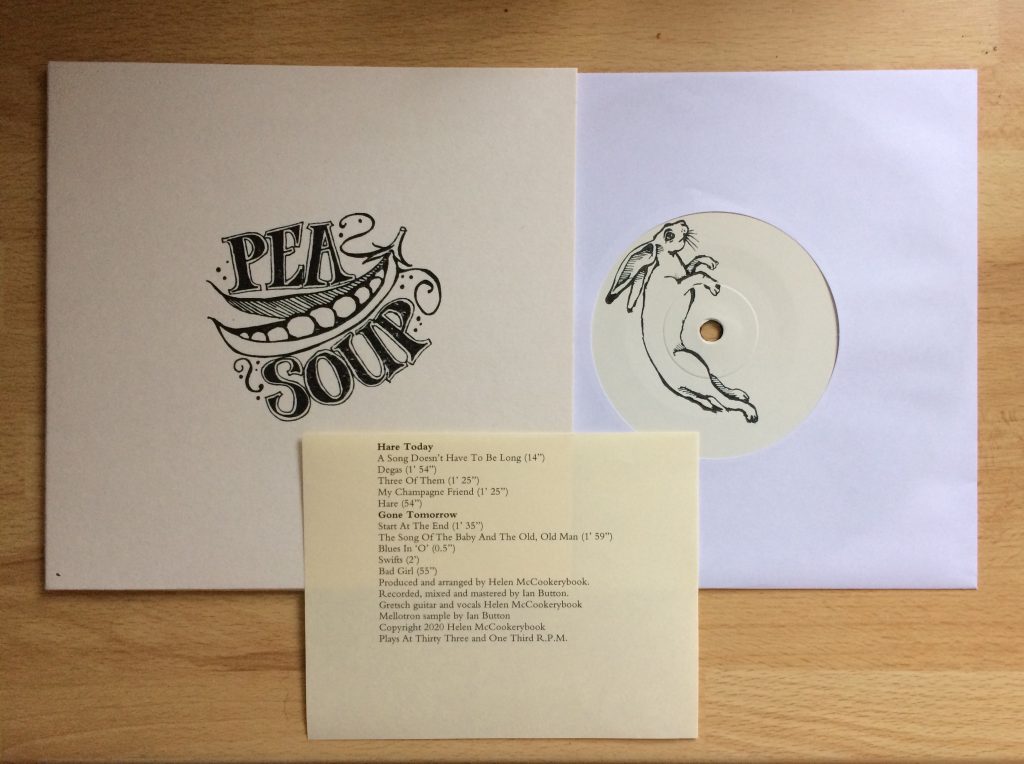 PEA
SOUP
Hare Today
A Song Doesn't Have To Be Long (14")
Degas (1' 54")
Three Of Them (1' 25")
My Champagne Friend (1' 25")
Hare (54")
Gone Tomorrow
Start At The End (1' 35")
The Song Of The Baby And The Old, Old Man (1' 59")
Blues In 'O' (0.5")
Swifts (2')
Bad Girl (55")
Produced and arranged by Helen McCookerybook.
Recorded, mixed and mastered by Ian Button.
Gretsch guitar and vocals Helen McCookerybook
Mellotron sample by Ian Button
Copyright 2020 Helen McCookerybook
Plays At Thirty Three and One Third R.P.M.